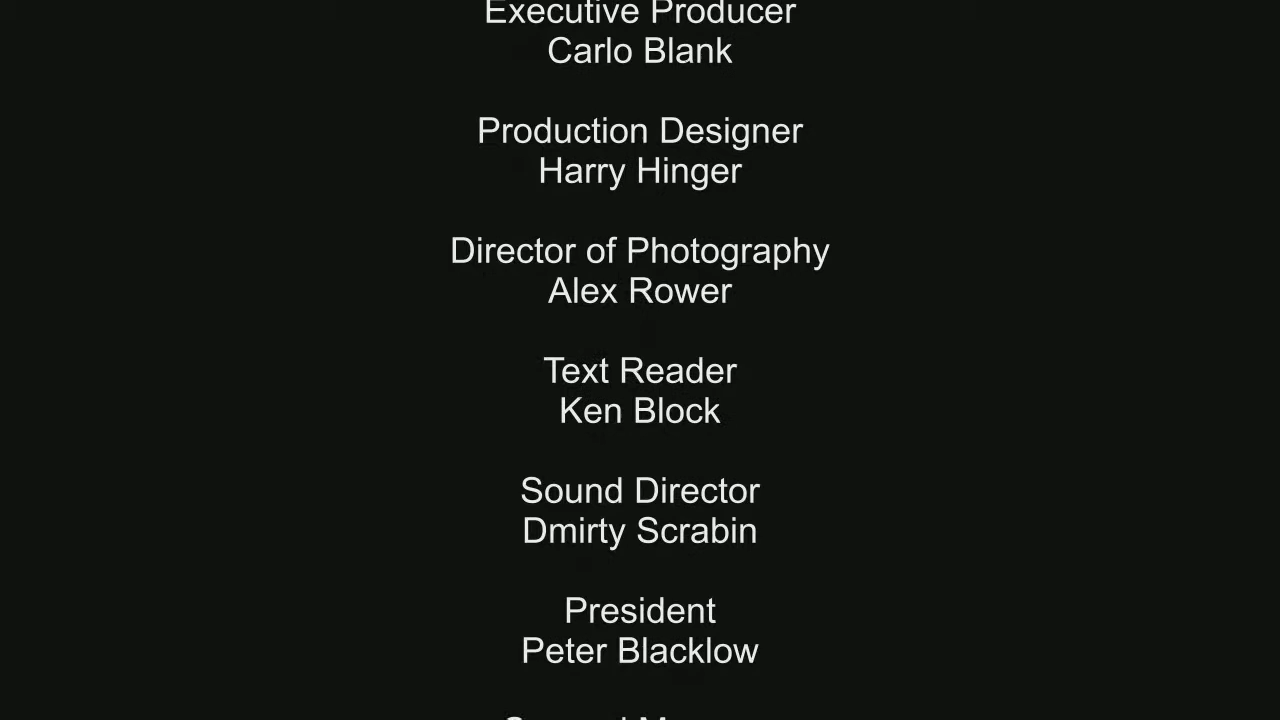 Executive Producer
Carlo Blank
Production Designer
Harry Hinger
Director of Photography
Alex Rower
Text Reader
Ken Block
Sound Director
Dmirty Scrabin
President
Peter Blacklow